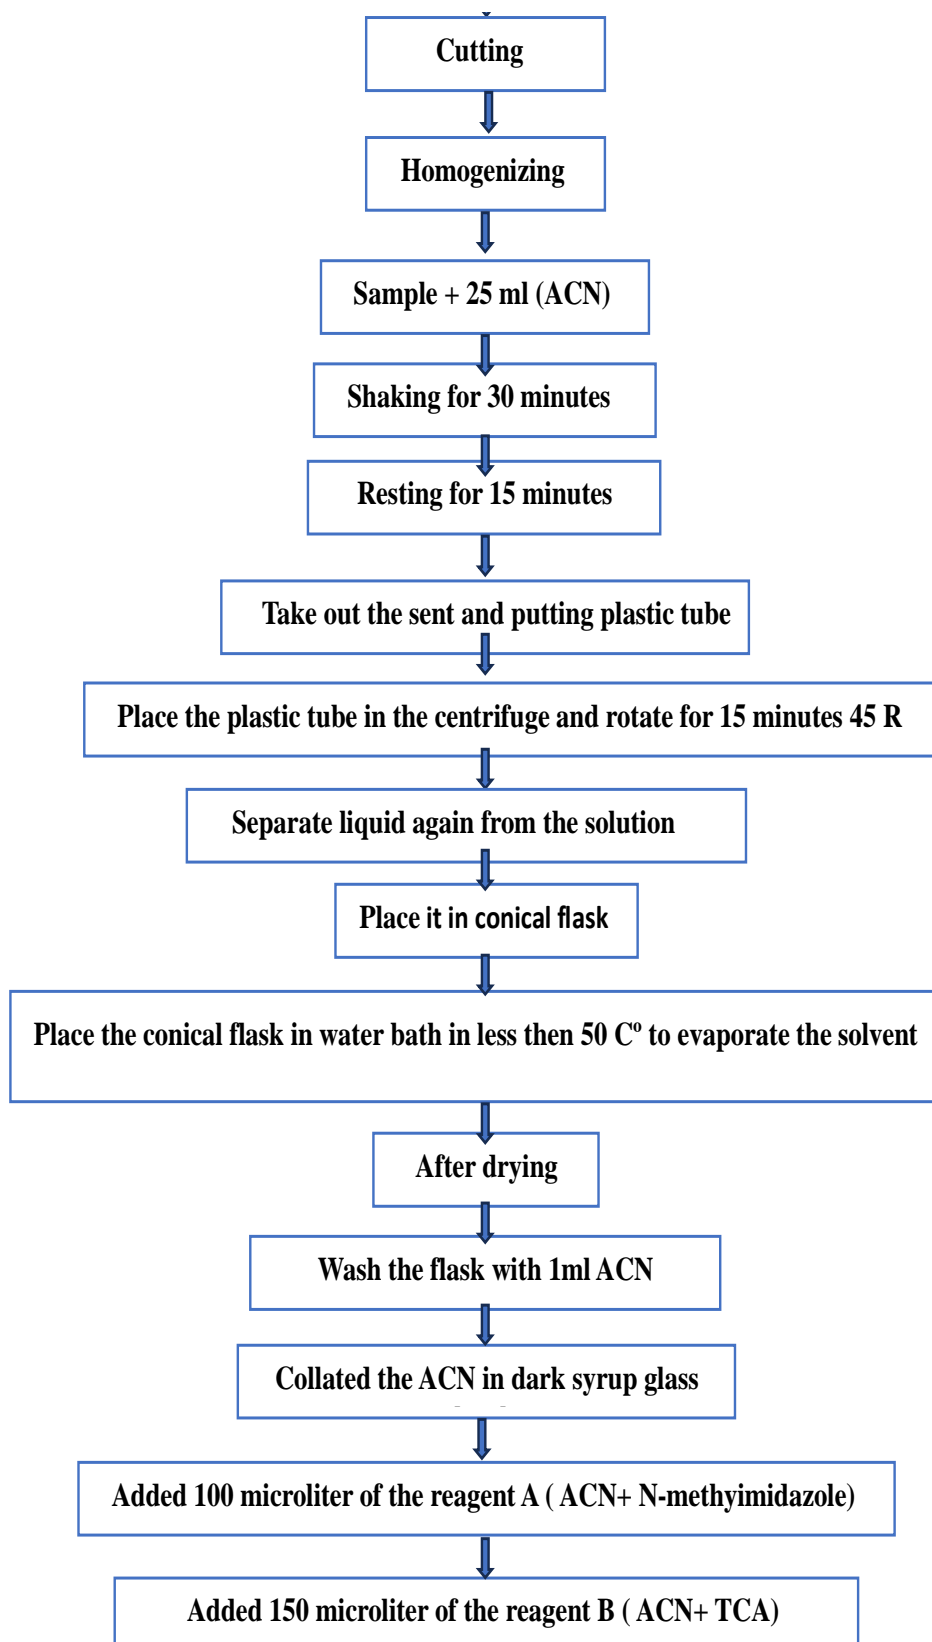 Cutting
Homogenizing
Sample + 25 ml (ACN)
Shaking for 30 minutes
Resting for 15 minutes
Take out the sent and putting plastic tube
Place the plastic tube in the centrifuge and rotate for 15 minutes 45 R
Separate liquid again from the solution
Place it in conical flask
Place the conical flask in water bath in less then 50 Cº to evaporate the solvent
After drying
Wash the flask with 1ml ACN
Collated the ACN in dark syrup glass
Added 100 microliter of the reagent A ( ACN+ N-methyimidazole)
Added 150 microliter of the reagent B ( ACN+ TCA)